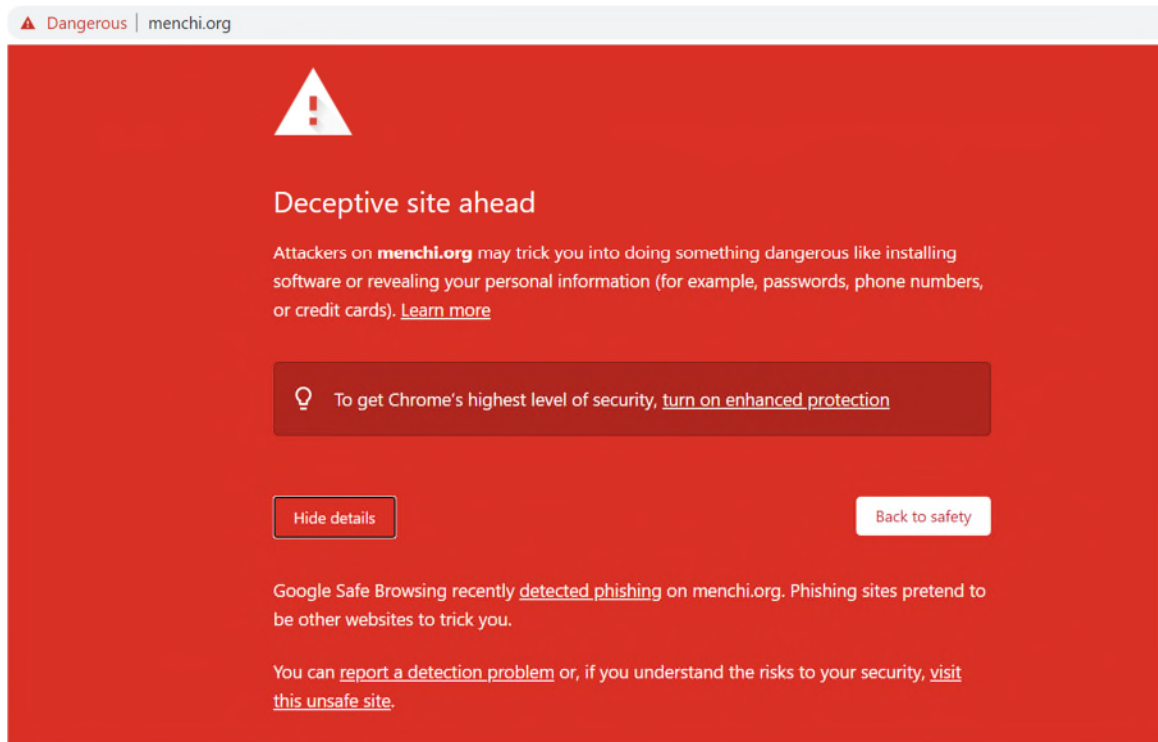 Dangerous | menchi.org
Deceptive site ahead
Attackers on menchi.org may trick you into doing something dangerous like installing
software or revealing your personal information (for example, passwords, phone numbers,
or credit cards). Learn more
To get Chrome's highest level of security, turn on enhanced protection
Hide details
Back to safety
Google Safe Browsing recently detected phishing on menchi.org. Phishing sites pretend to
be other websites to trick you.
You can report a detection problem or, if you understand the risks to your security, visit
this unsafe site.